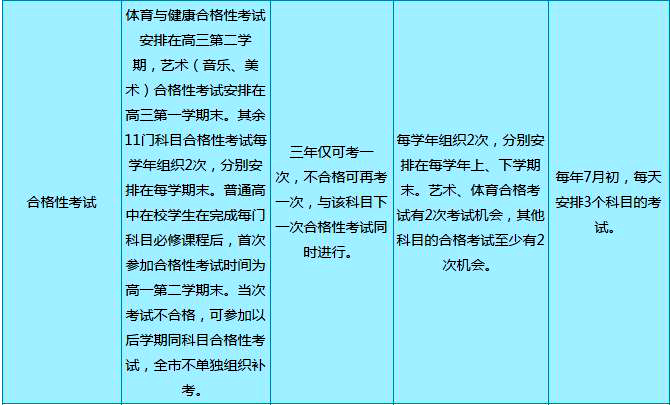 合格性考试
体育与健康合格性考试
安排在高三第二学
期，艺术（音乐、美
术）合格性考试安排在
高三第一学期末。其余
11门科目合格性考试每
学年组织2次，分别安
排在每学期末。普通高
中在校学生在完成每门
科目必修课程后，首次
参加合格性考试时间为
高一第二学期末。当次
考试不合格，可参加以
后学期同科目合格性考
试，全市不单独组织补
考。
三年仅可考一
次，不合格可再考
一次，与该科目下
一次合格性考试同
时进行。
每学年组织2次，分别安
排在每学年上、下学期
末。艺术、体育合格考
试有2次考试机会，其他
科目的合格考试至少有2
次机会。
每年7月初，每天
安排3个科目的考
试。